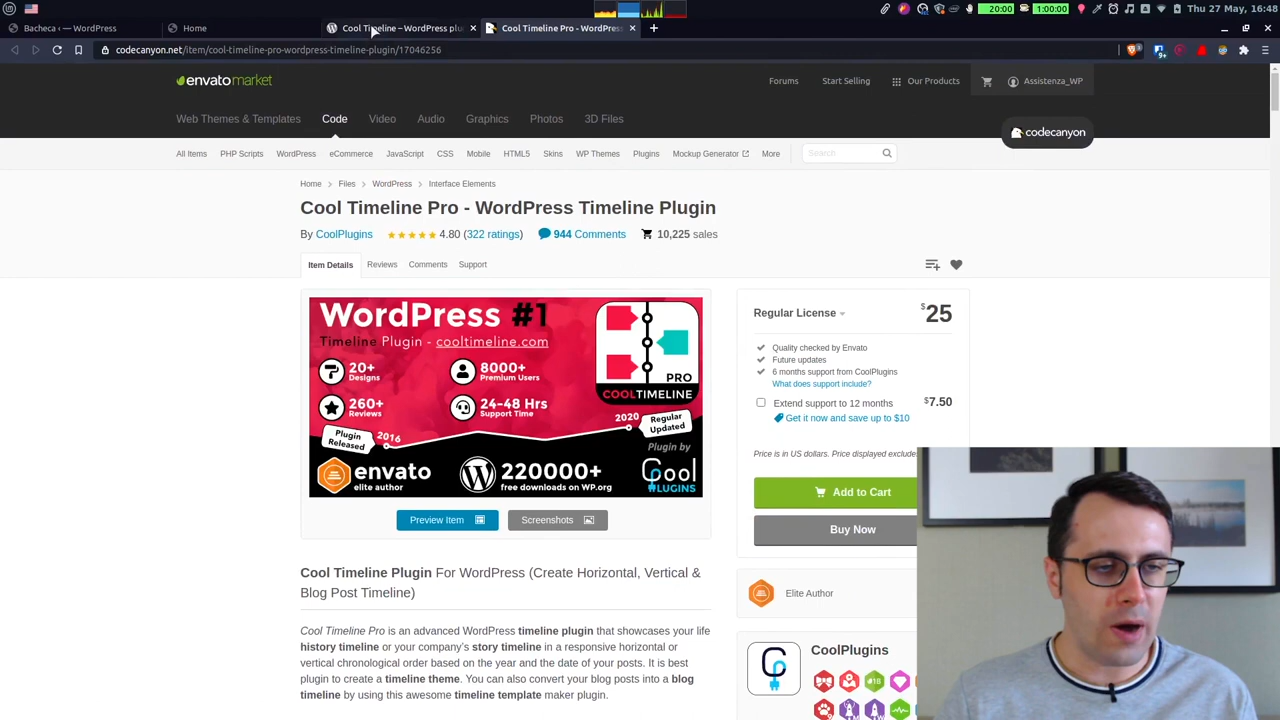 20:00
1:00:00
A
Thu 27 May, 16:48
Bacheca ‹ — WordPress
Home
Cool Timeline – WordPress plu
Cool Timeline Pro - WordPress
codecanyon.net/item/cool-timeline-pro-wordpress-timeline-plugin/17046256
envatomarket
Forums
Start Selling
Our Products
Assistenza_WP
Web Themes & Templates
Code
Video
Audio
Graphics
Photos
3D Files
codecanyon
All Items
PHP Scripts
WordPress
eCommerce
JavaScript
CSS
Mobile
HTML5
Skins
WP Themes
Plugins
Mockup Generator
More
Search
Home
Files
WordPress
Interface Elements
Cool Timeline Pro - WordPress Timeline Plugin
By CoolPlugins
4.80 (322 ratings)
944 Comments
10,225 sales
Item Details
Reviews
Comments
Support
WordPress #1
Timeline Plugin - cooltimeline.com
20+
Designs
8000+
Premium Users
260+
Reviews
24-48 Hrs
Support Time
PRO
COOLTIMELINE
Plugin
Released
2016
2020
Regular
Updated
Plugin by
envato
elite author
220000+
free downloads on WP.org
Cool
PLUGINS
Preview Item
Screenshots
Regular License
$25
Quality checked by Envato
Future updates
6 months support from CoolPlugins
What does support include?
Extend support to 12 months
$7.50
Get it now and save up to $10
Price is in US dollars. Price displayed exclude
Add to Cart
Buy Now
Elite Author
CoolPlugins
Cool Timeline Plugin For WordPress (Create Horizontal, Vertical &
Blog Post Timeline)
Cool Timeline Pro is an advanced WordPress timeline plugin that showcases your life
history timeline or your company's story timeline in a responsive horizontal or
vertical chronological order based on the year and the date of your posts. It is best
plugin to create a timeline theme. You can also convert your blog posts into a blog
timeline by using this awesome timeline template maker plugin.